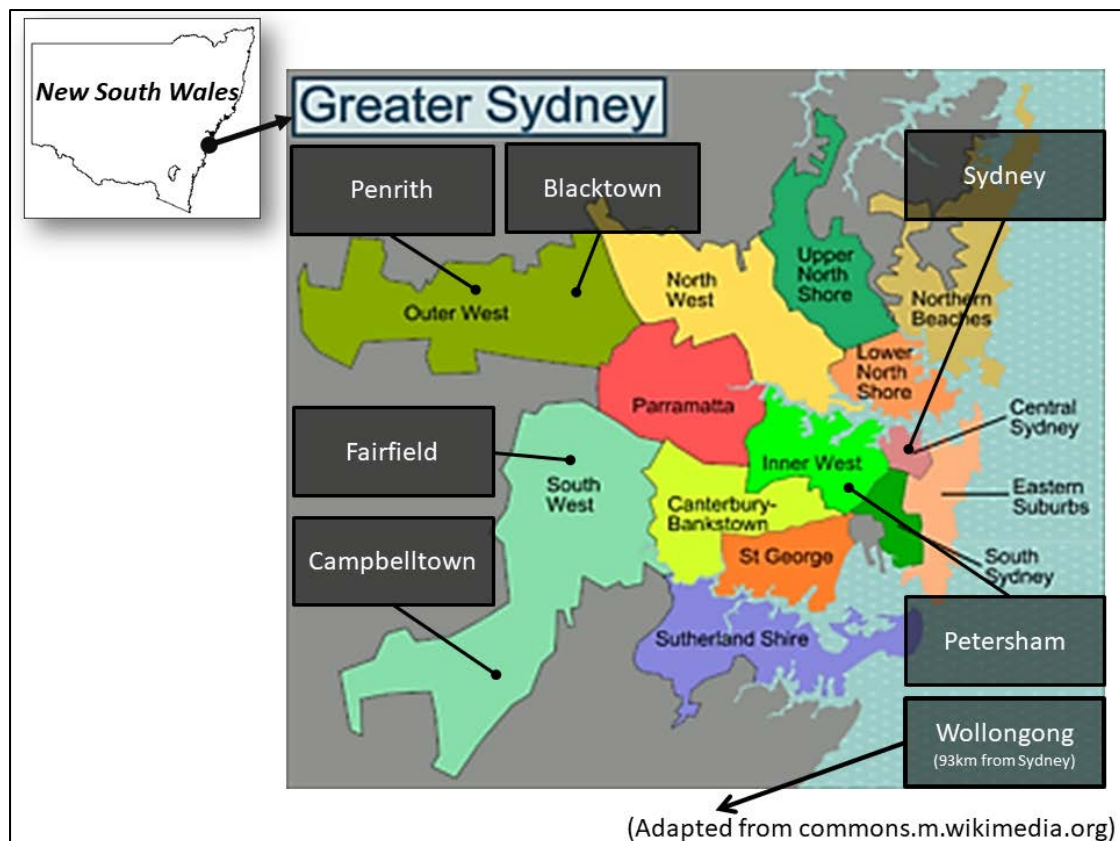 New South Wales
Greater Sydney
Penrith
Blacktown
Sydney
Outer West
North
West
Upper
North
Shore
Northern
Beaches
Lower
North
Shore
Parramatta
Central
Sydney
Fairfield
Inner West
South
West
Canterbury-
Bankstown
Eastern
Suburbs
Campbelltown
St George
South
Sydney
Sutherland Shire
Petersham
Wollongong
(93km from Sydney)
(Adapted from commons.m.wikimedia.org)